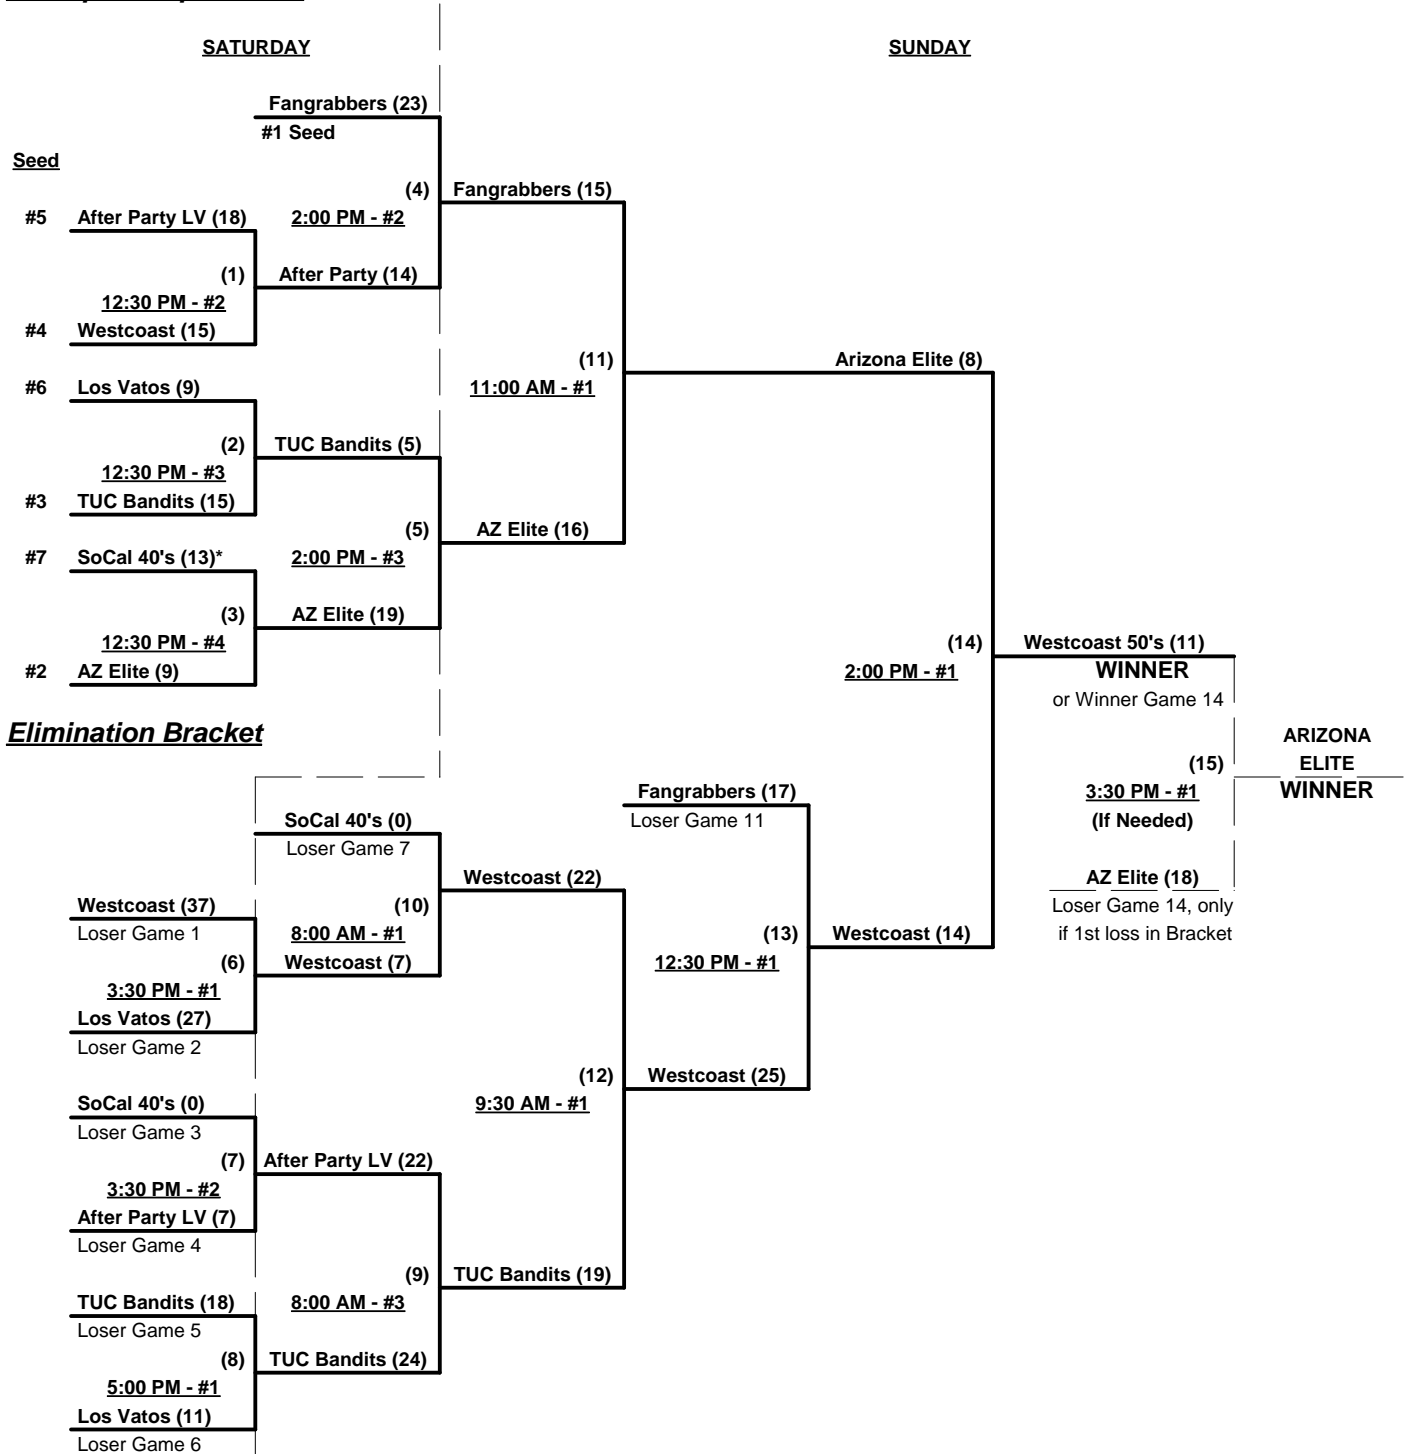 SATURDAY
SUNDAY
Fangrabbers (23)
#1 Seed
Seed
(4)
Fangrabbers (15)
#5
After Party LV (18)
2:00 PM - #2
(1)
After Party (14)
12:30 PM - #2
#4
Westcoast (15)
(11)
Arizona Elite (8)
#6
Los Vatos (9)
11:00 AM - #1
(2)
TUC Bandits (5)
12:30 PM - #3
#3
TUC Bandits (15)
(5)
AZ Elite (16)
#7
SoCal 40's (13)*
2:00 PM - #3
(3)
AZ Elite (19)
12:30 PM - #4
(14)
Westcoast 50's (11)
#2
AZ Elite (9)
2:00 PM - #1
WINNER
or Winner Game 14
Elimination Bracket
ARIZONA
(15)
ELITE
Fangrabbers (17)
3:30 PM - #1
WINNER
SoCal 40's (0)
Loser Game 11
(If Needed)
Loser Game 7
Westcoast (22)
AZ Elite (18)
Westcoast (37)
(10)
Loser Game 14, only
Loser Game 1
8:00 AM - #1
(13)
Westcoast (14)
if 1st loss in Bracket
(6)
Westcoast (7)
12:30 PM - #1
3:30 PM - #1
Los Vatos (27)
Loser Game 2
(12)
Westcoast (25)
SoCal 40's (0)
9:30 AM - #1
Loser Game 3
(7)
After Party LV (22)
3:30 PM - #2
After Party LV (7)
Loser Game 4
(9)
TUC Bandits (19)
TUC Bandits (18)
8:00 AM - #3
Loser Game 5
(8)
TUC Bandits (24)
5:00 PM - #1
Los Vatos (11)
Loser Game 6